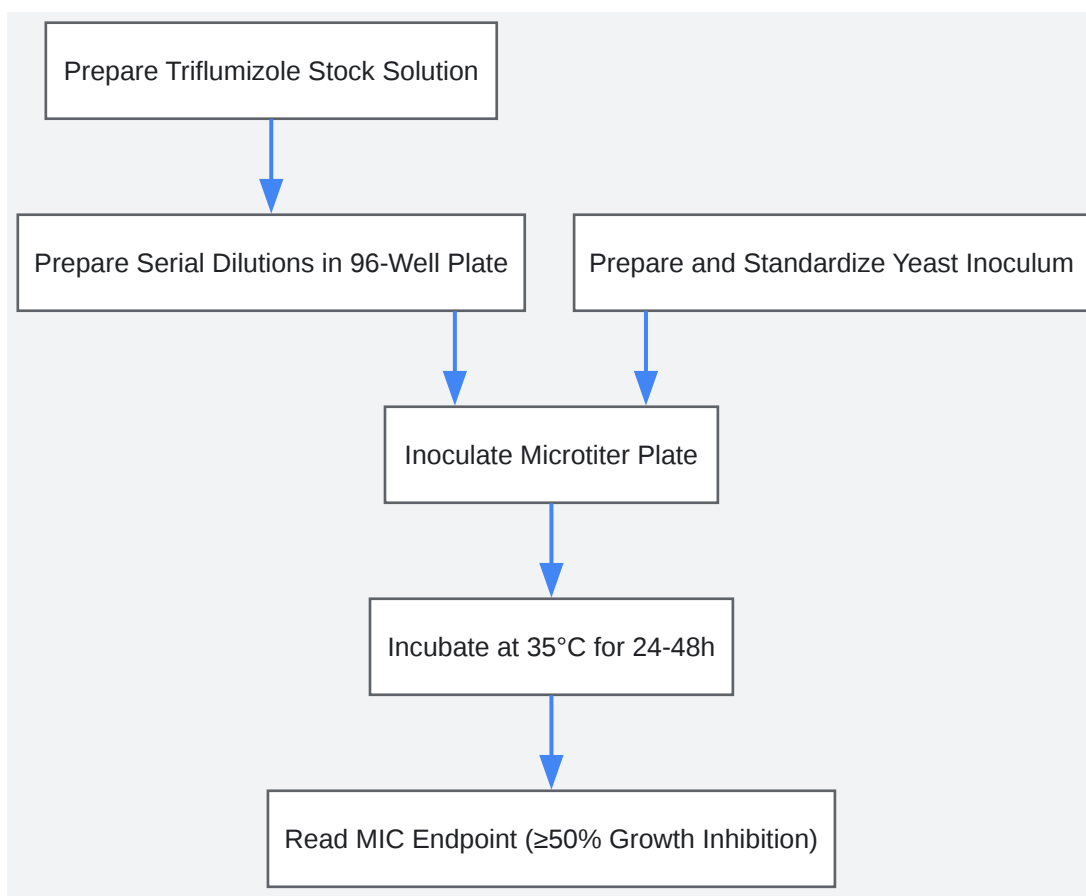 Prepare Triflumizole Stock Solution
Prepare Serial Dilutions in 96-Well Plate
Prepare and Standardize Yeast Inoculum
Inoculate Microtiter Plate
Incubate at 35°C for 24-48h
Read MIC Endpoint (≥50% Growth Inhibition)